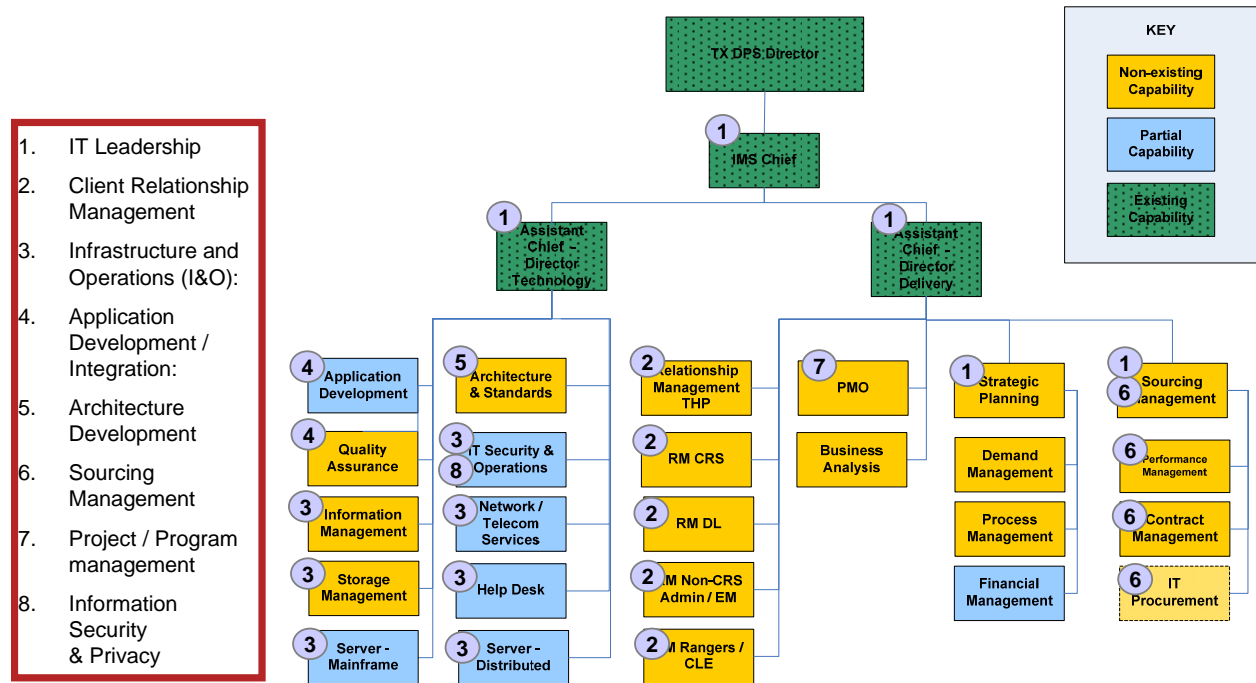 TX DPS Director
KEY
Non-existing
Capability
Partial
Capability
Existing
Capability
1
IMS Chief
1. IT Leadership
2. Client Relationship
Management
3. Infrastructure and
Operations (I&O):
4. Application
Development /
Integration:
5. Architecture
Development
6. Sourcing
Management
7. Project / Program
management
8. Information
Security
& Privacy
1
Assistant
Chief –
Director
Technology
1
Assistant
Chief –
Director
Delivery
4
Application
Development
4
Quality
Assurance
3
Information
Management
3
Storage
Management
3
Server -
Mainframe
5
Architecture
& Standards
3
8
IT Security &
Operations
3
Network /
Telecom
Services
3
Help Desk
3
Server –
Distributed
2
Relationship
Management
THP
2
RM CRS
2
RM DL
2
RM Non-CRS
Admin / EM
2
RM Rangers /
CLE
7
PMO
Business
Analysis
1
Strategic
Planning
Demand
Management
Process
Management
Financial
Management
1
6
Sourcing
Management
6
Performance
Management
6
Contract
Management
6
IT
Procurement